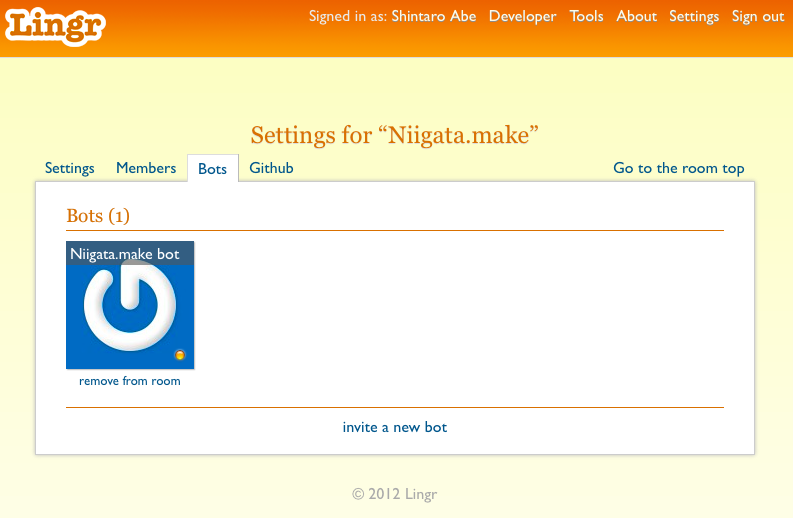 Lingr
Signed in as: Shintaro Abe Developer Tools About Settings Sign out
Settings for “Niigata.make”
Settings Members Bots Github Go to the room top
Bots (1)
Niigata.make bot
remove from room
invite a new bot
© 2012 Lingr